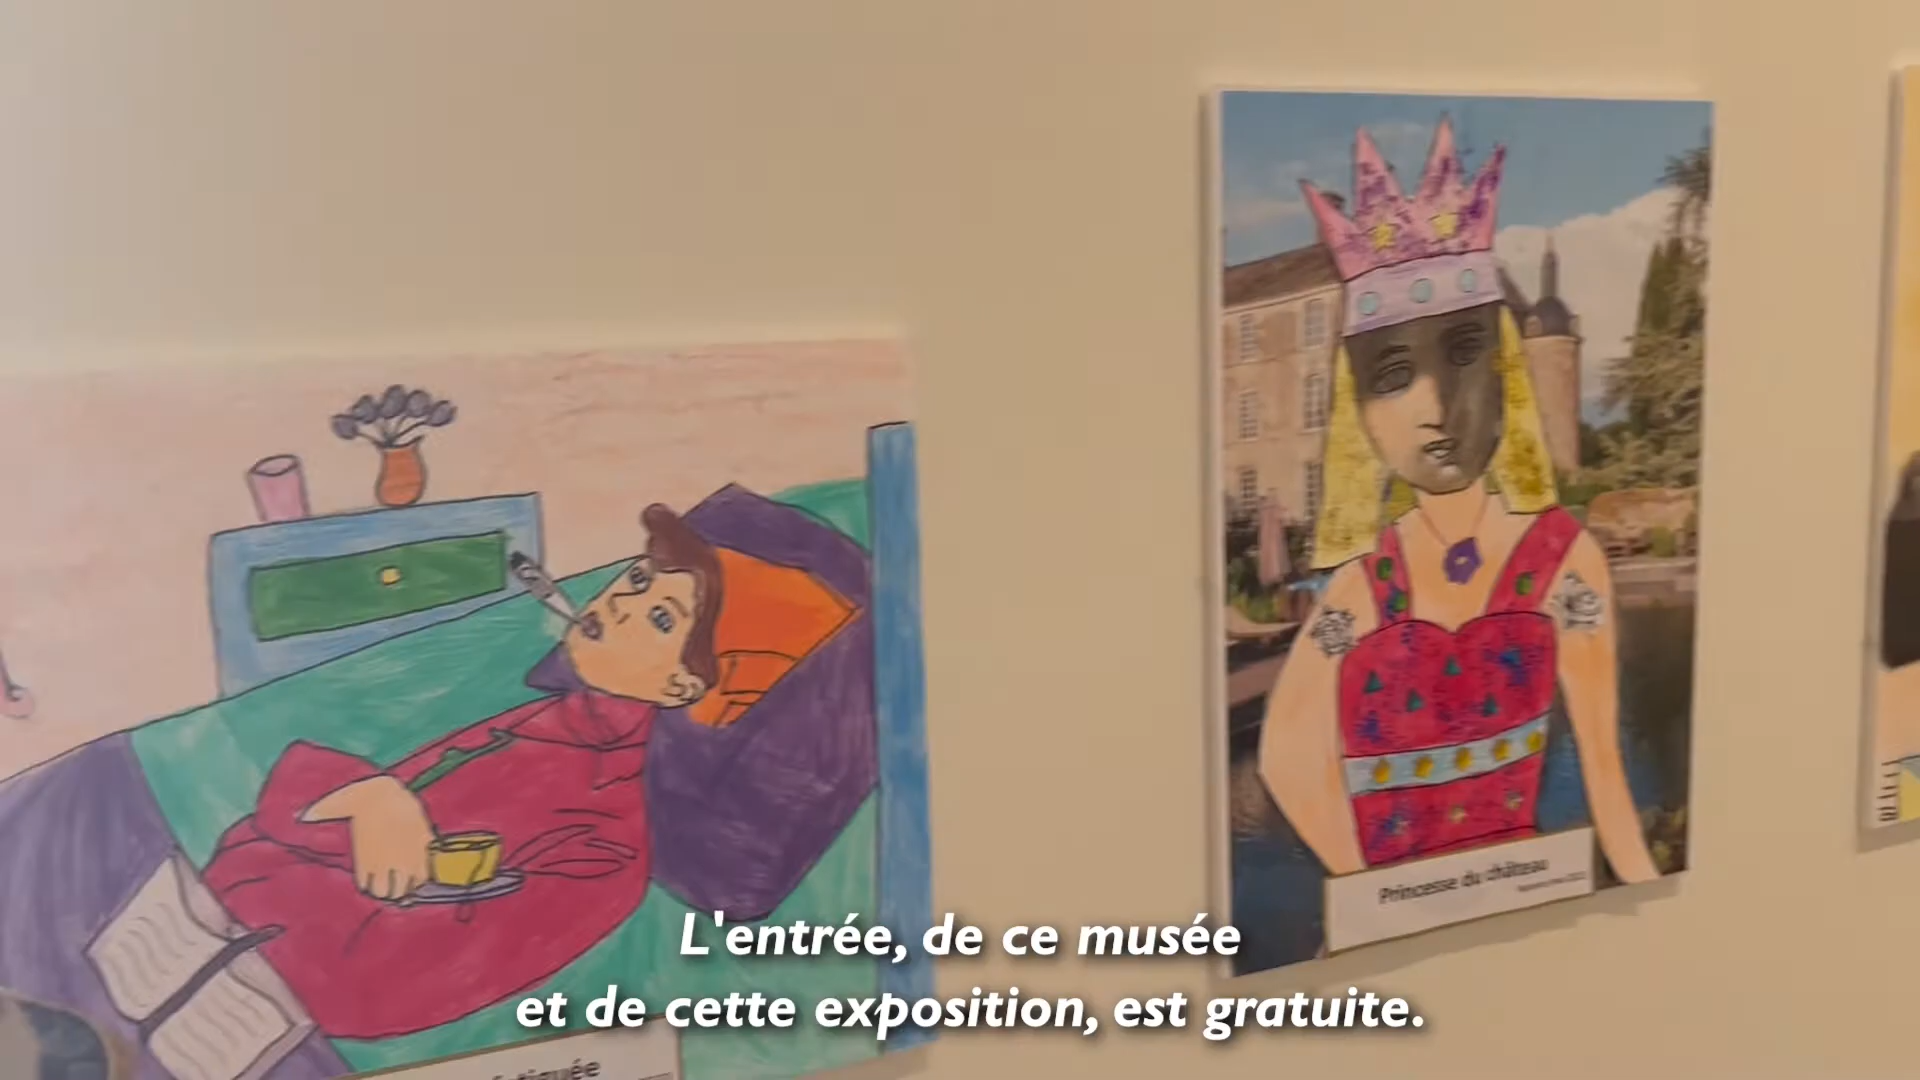 Princesse du château
L'entrée, de ce musée
et de cette exposition, est gratuite.